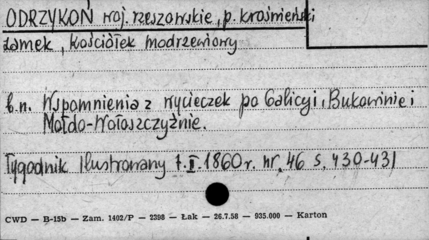 ODRZYKOŃ woj. rzeszowskie, p. krośnieński
Zamek, kościółek modrzewiowy
b.n. Wspomnienia z wycieczek po Galicyi, Bukowinie i
Mołdo-Wołoszczyźnie.
Tygodnik Ilustrowany t. I. 1860 r. nr. 46 s. 430-431
CWD — B-15b — Zam. 1402/P — 2398 — Łak — 26.7.58 — 935.000 — Karton